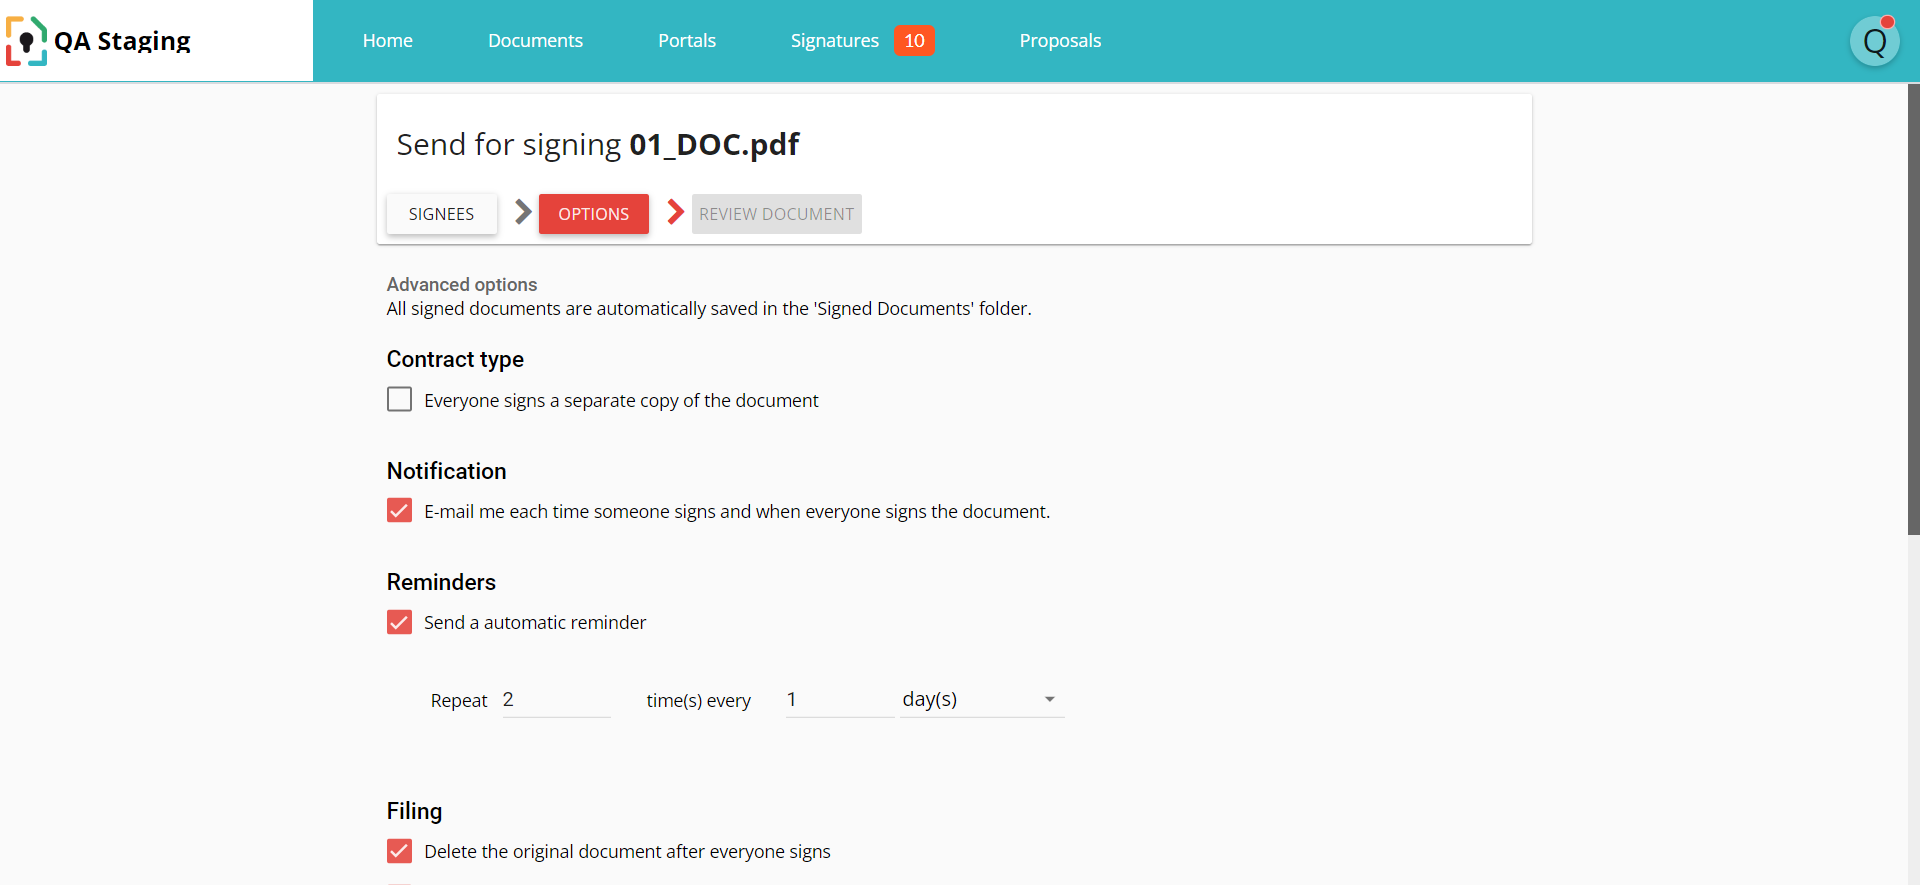 QA Staging
Home Documents Portals Signatures 10 Proposals
Q
Send for signing 01_DOC.pdf
SIGNEES OPTIONS REVIEW DOCUMENT
Advanced options
All signed documents are automatically saved in the 'Signed Documents' folder.
Contract type
Everyone signs a separate copy of the document
Notification
E-mail me each time someone signs and when everyone signs the document.
Reminders
Send a automatic reminder
Repeat 2 time(s) every 1 day(s)
Filing
Delete the original document after everyone signs